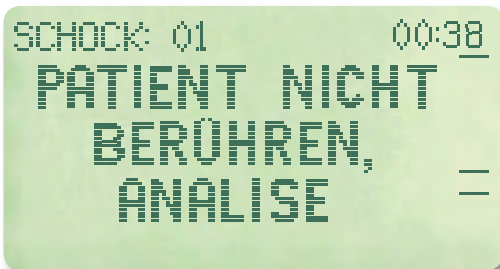 SCHOCK: 01 00:38
PATIENT NICHT
BERÜHREN,
ANALISE